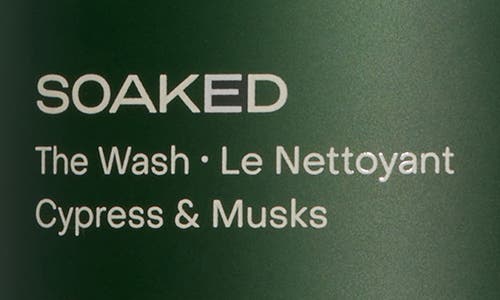 SOAKED
The Wash · Le Nettoyant
Cypress & Musks